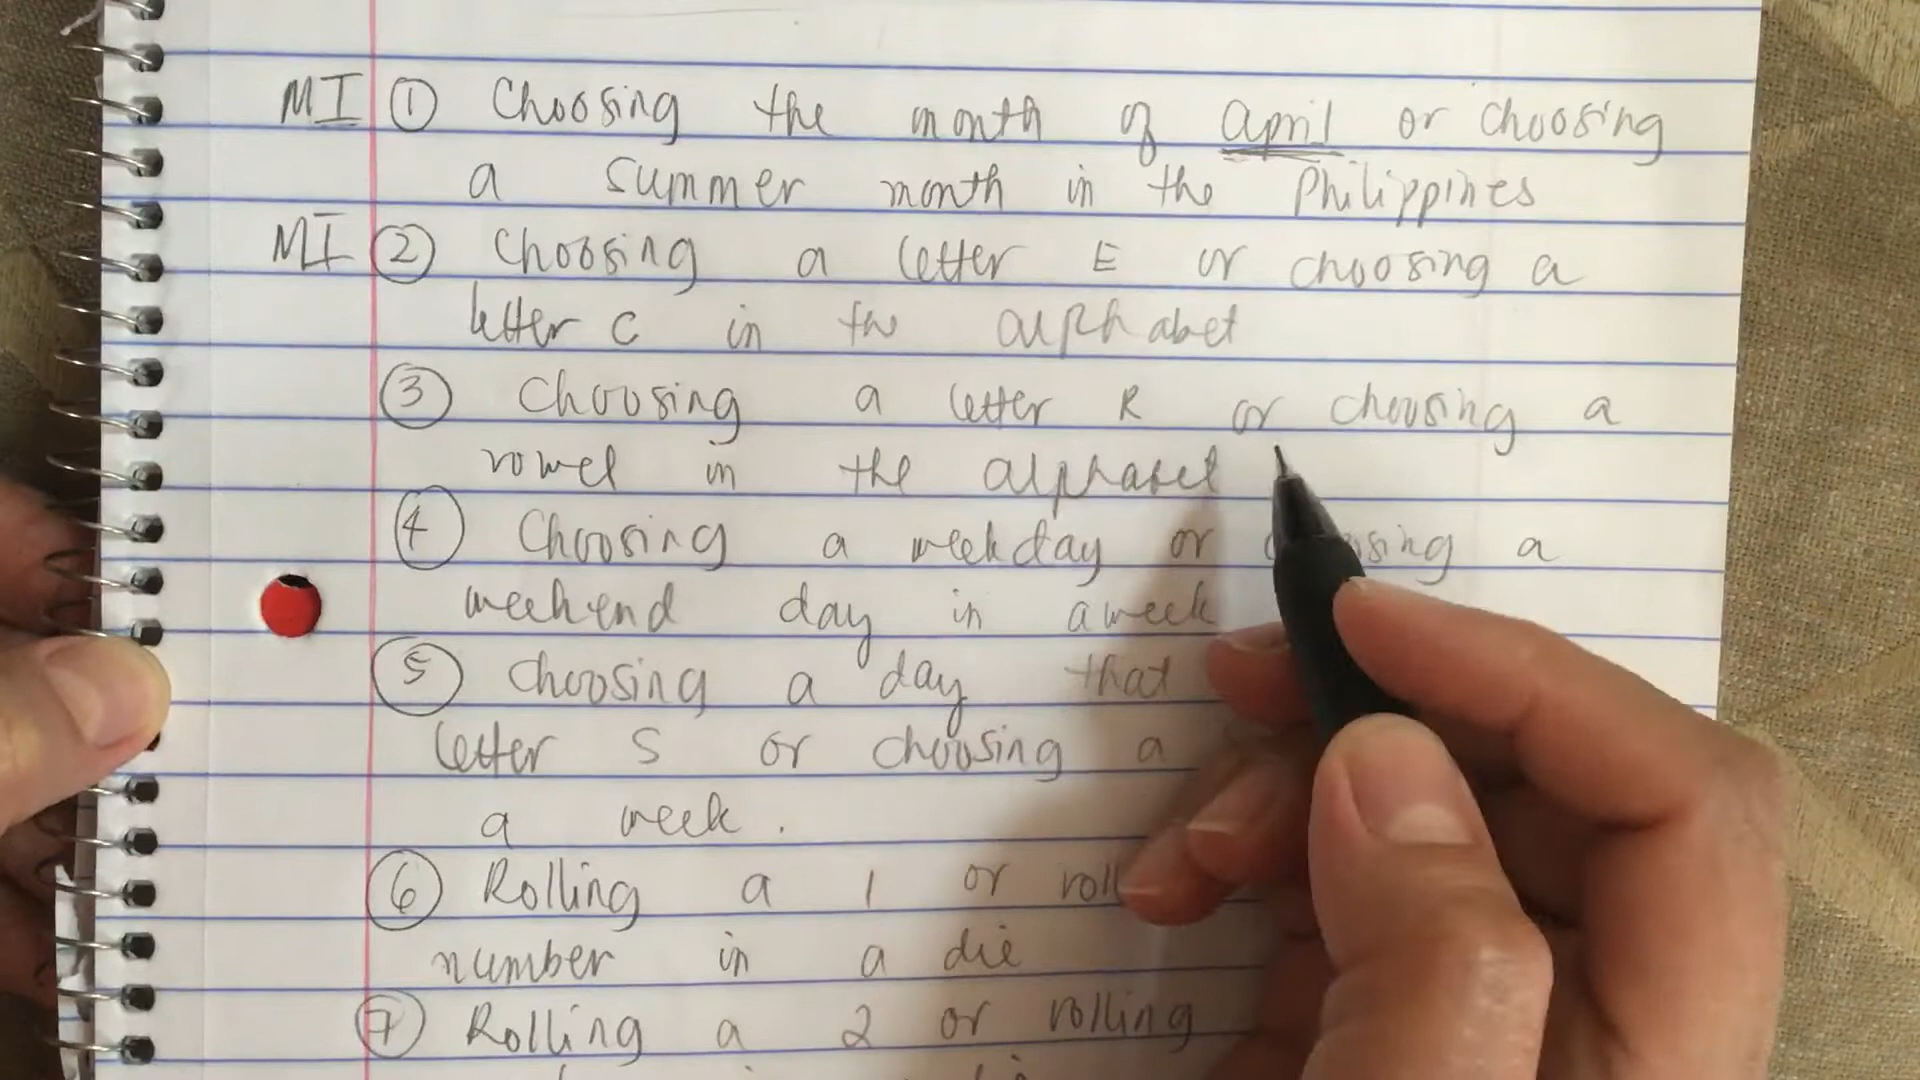 MI ① Choosing the month of april or choosing
a summer month in the Philippines
MI ② Choosing a letter E or choosing a
letter C in the alphabet
③ Choosing a letter R or choosing a
vowel in the alphabet
④ Choosing a weekday or choosing a
weekend day in a week
⑤ Choosing a day that
letter S or choosing a
a week.
⑥ Rolling a 1 or roll
number in a die
⑦ Rolling a 2 or rolling